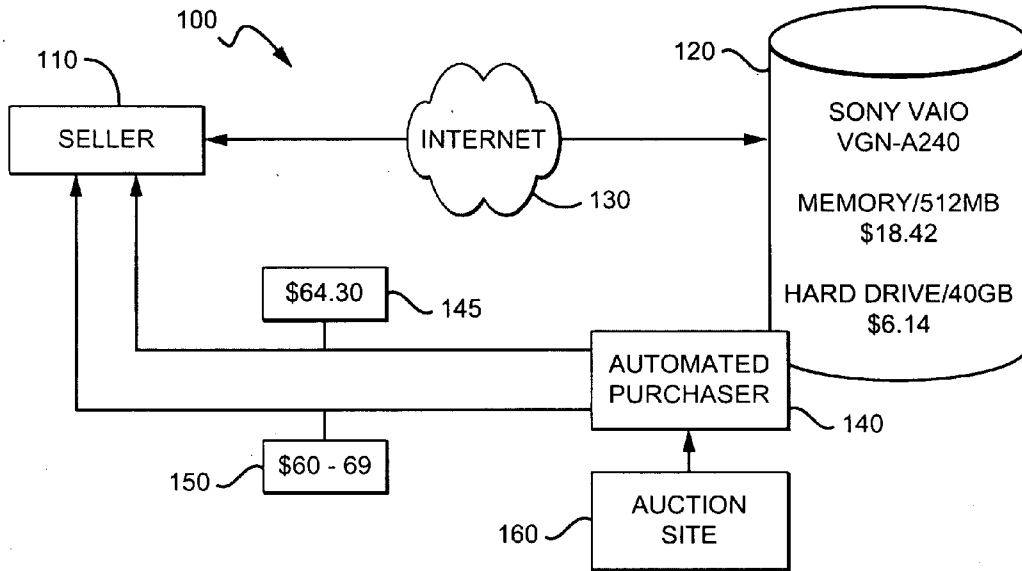 100
110
SELLER
INTERNET
130
120
SONY VAIO
VGN-A240
MEMORY/512MB
$18.42
HARD DRIVE/40GB
$6.14
$64.30
145
AUTOMATED
PURCHASER
140
150
$60 - 69
160
AUCTION
SITE